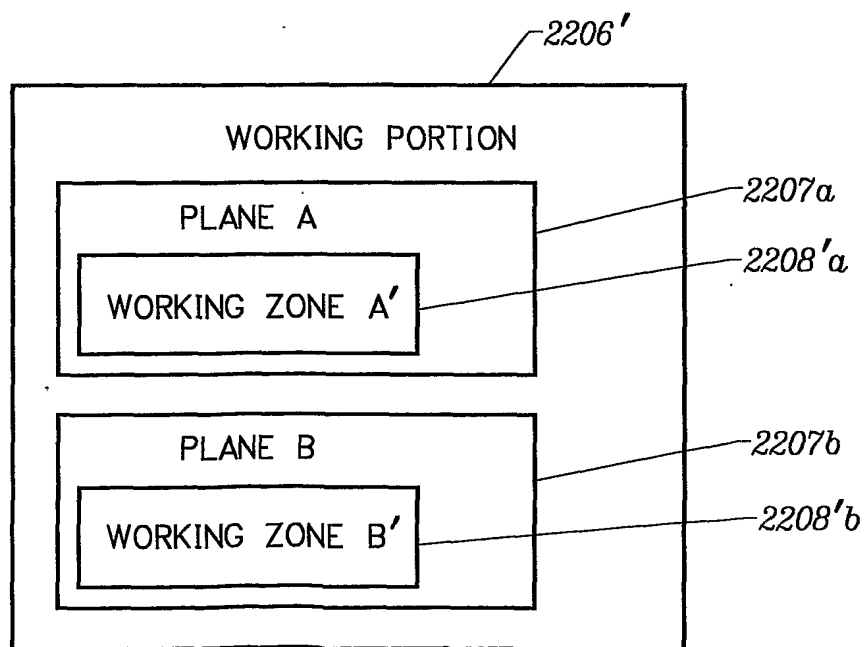 2206'
WORKING PORTION
2207a
PLANE A
2208'a
WORKING ZONE A'
2207b
PLANE B
2208'b
WORKING ZONE B'